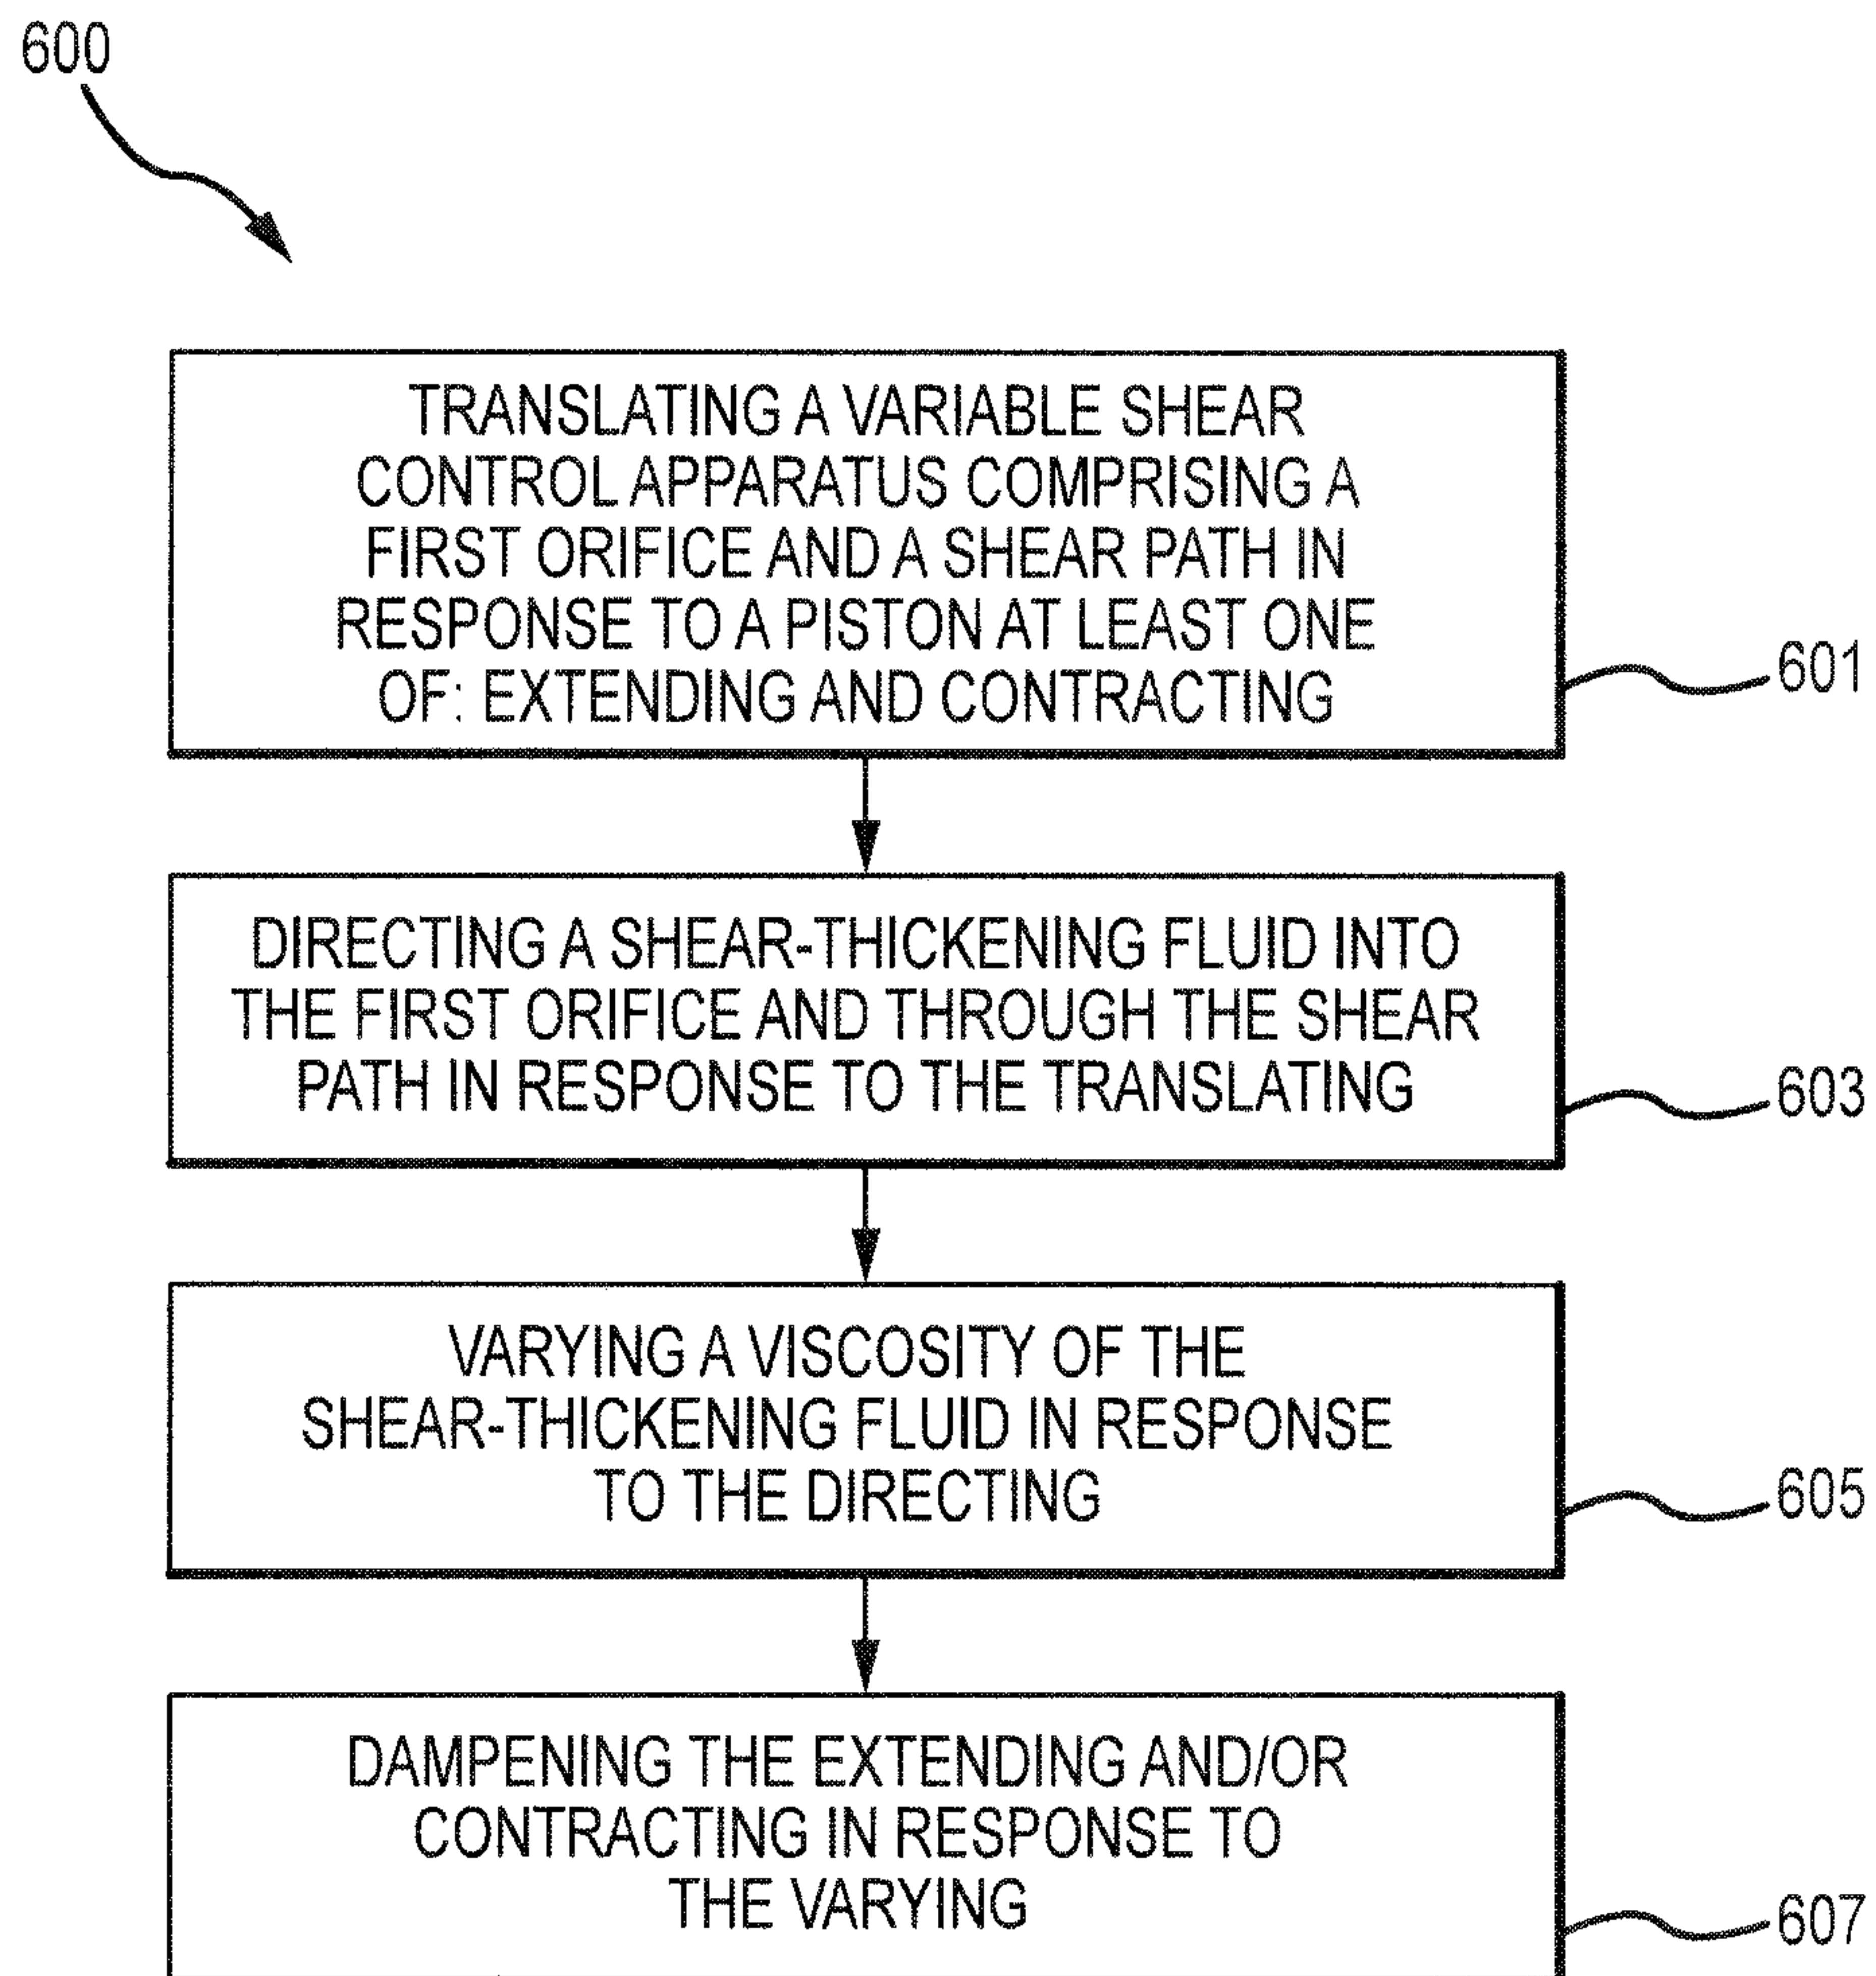 600
TRANSLATING A VARIABLE SHEAR
CONTROL APPARATUS COMPRISING A
FIRST ORIFICE AND A SHEAR PATH IN
RESPONSE TO A PISTON AT LEAST ONE
OF: EXTENDING AND CONTRACTING
601
DIRECTING A SHEAR-THICKENING FLUID INTO
THE FIRST ORIFICE AND THROUGH THE SHEAR
PATH IN RESPONSE TO THE TRANSLATING
603
VARYING A VISCOSITY OF THE
SHEAR-THICKENING FLUID IN RESPONSE
TO THE DIRECTING
605
DAMPENING THE EXTENDING AND/OR
CONTRACTING IN RESPONSE TO
THE VARYING
607